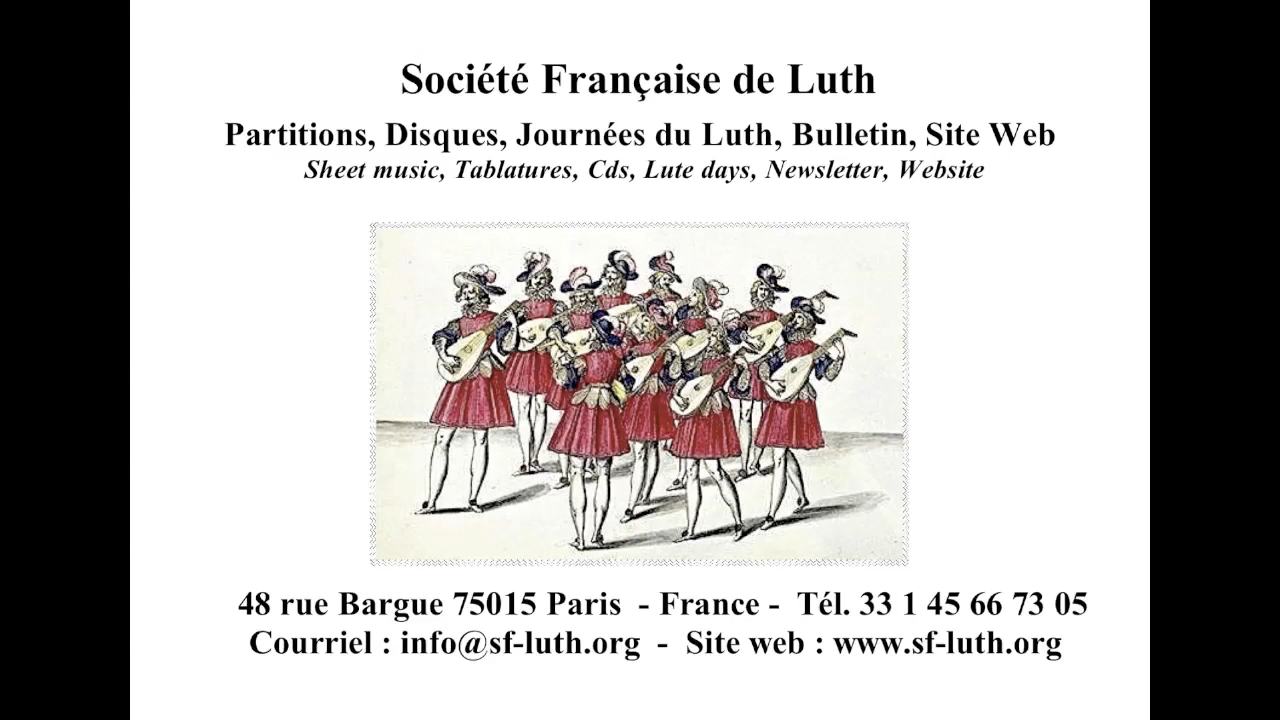 Société Française de Luth
Partitions, Disques, Journées du Luth, Bulletin, Site Web
Sheet music, Tablatures, Cds, Lute days, Newsletter, Website
48 rue Bargue 75015 Paris - France - Tél. 33 1 45 66 73 05
Courriel : info@sf-luth.org - Site web : www.sf-luth.org